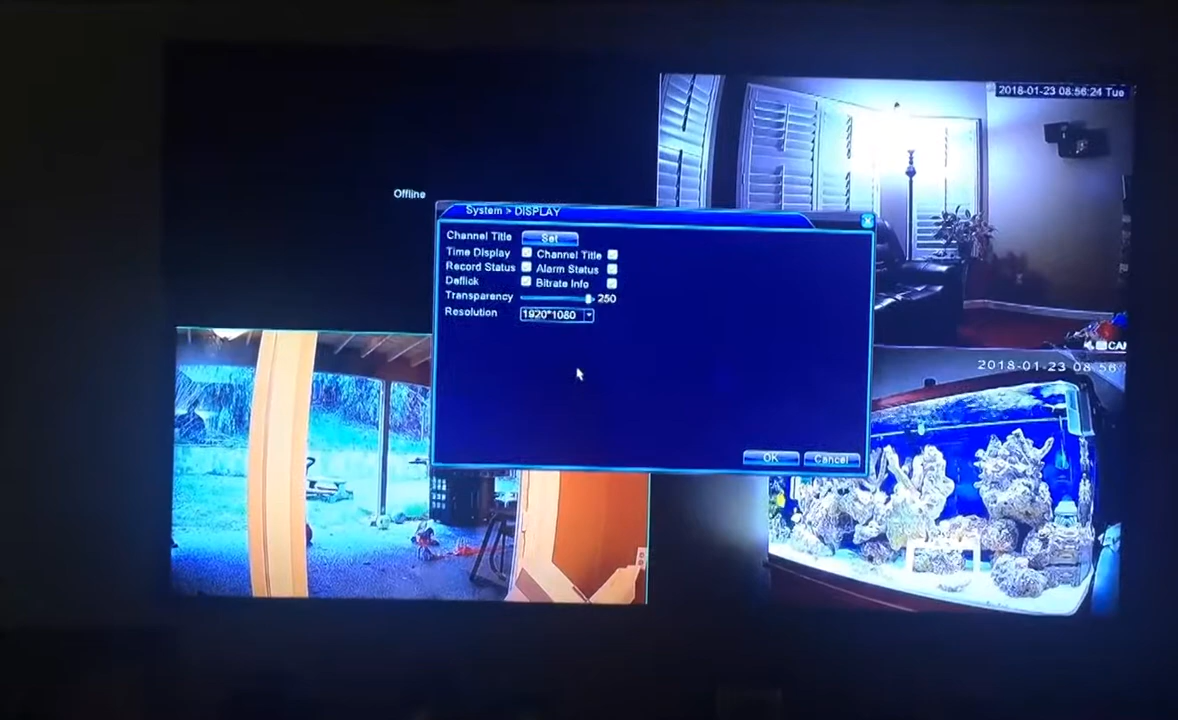 2018-01-23 08:56:24 Tue
Offline
System > DISPLAY
Channel Title Set
Time Display Channel Title
Record Status Alarm Status
Deflick Bitrate Info
Transparency 250
Resolution 1920*1080
CAM
2018-01-23 08:56
OK Cancel